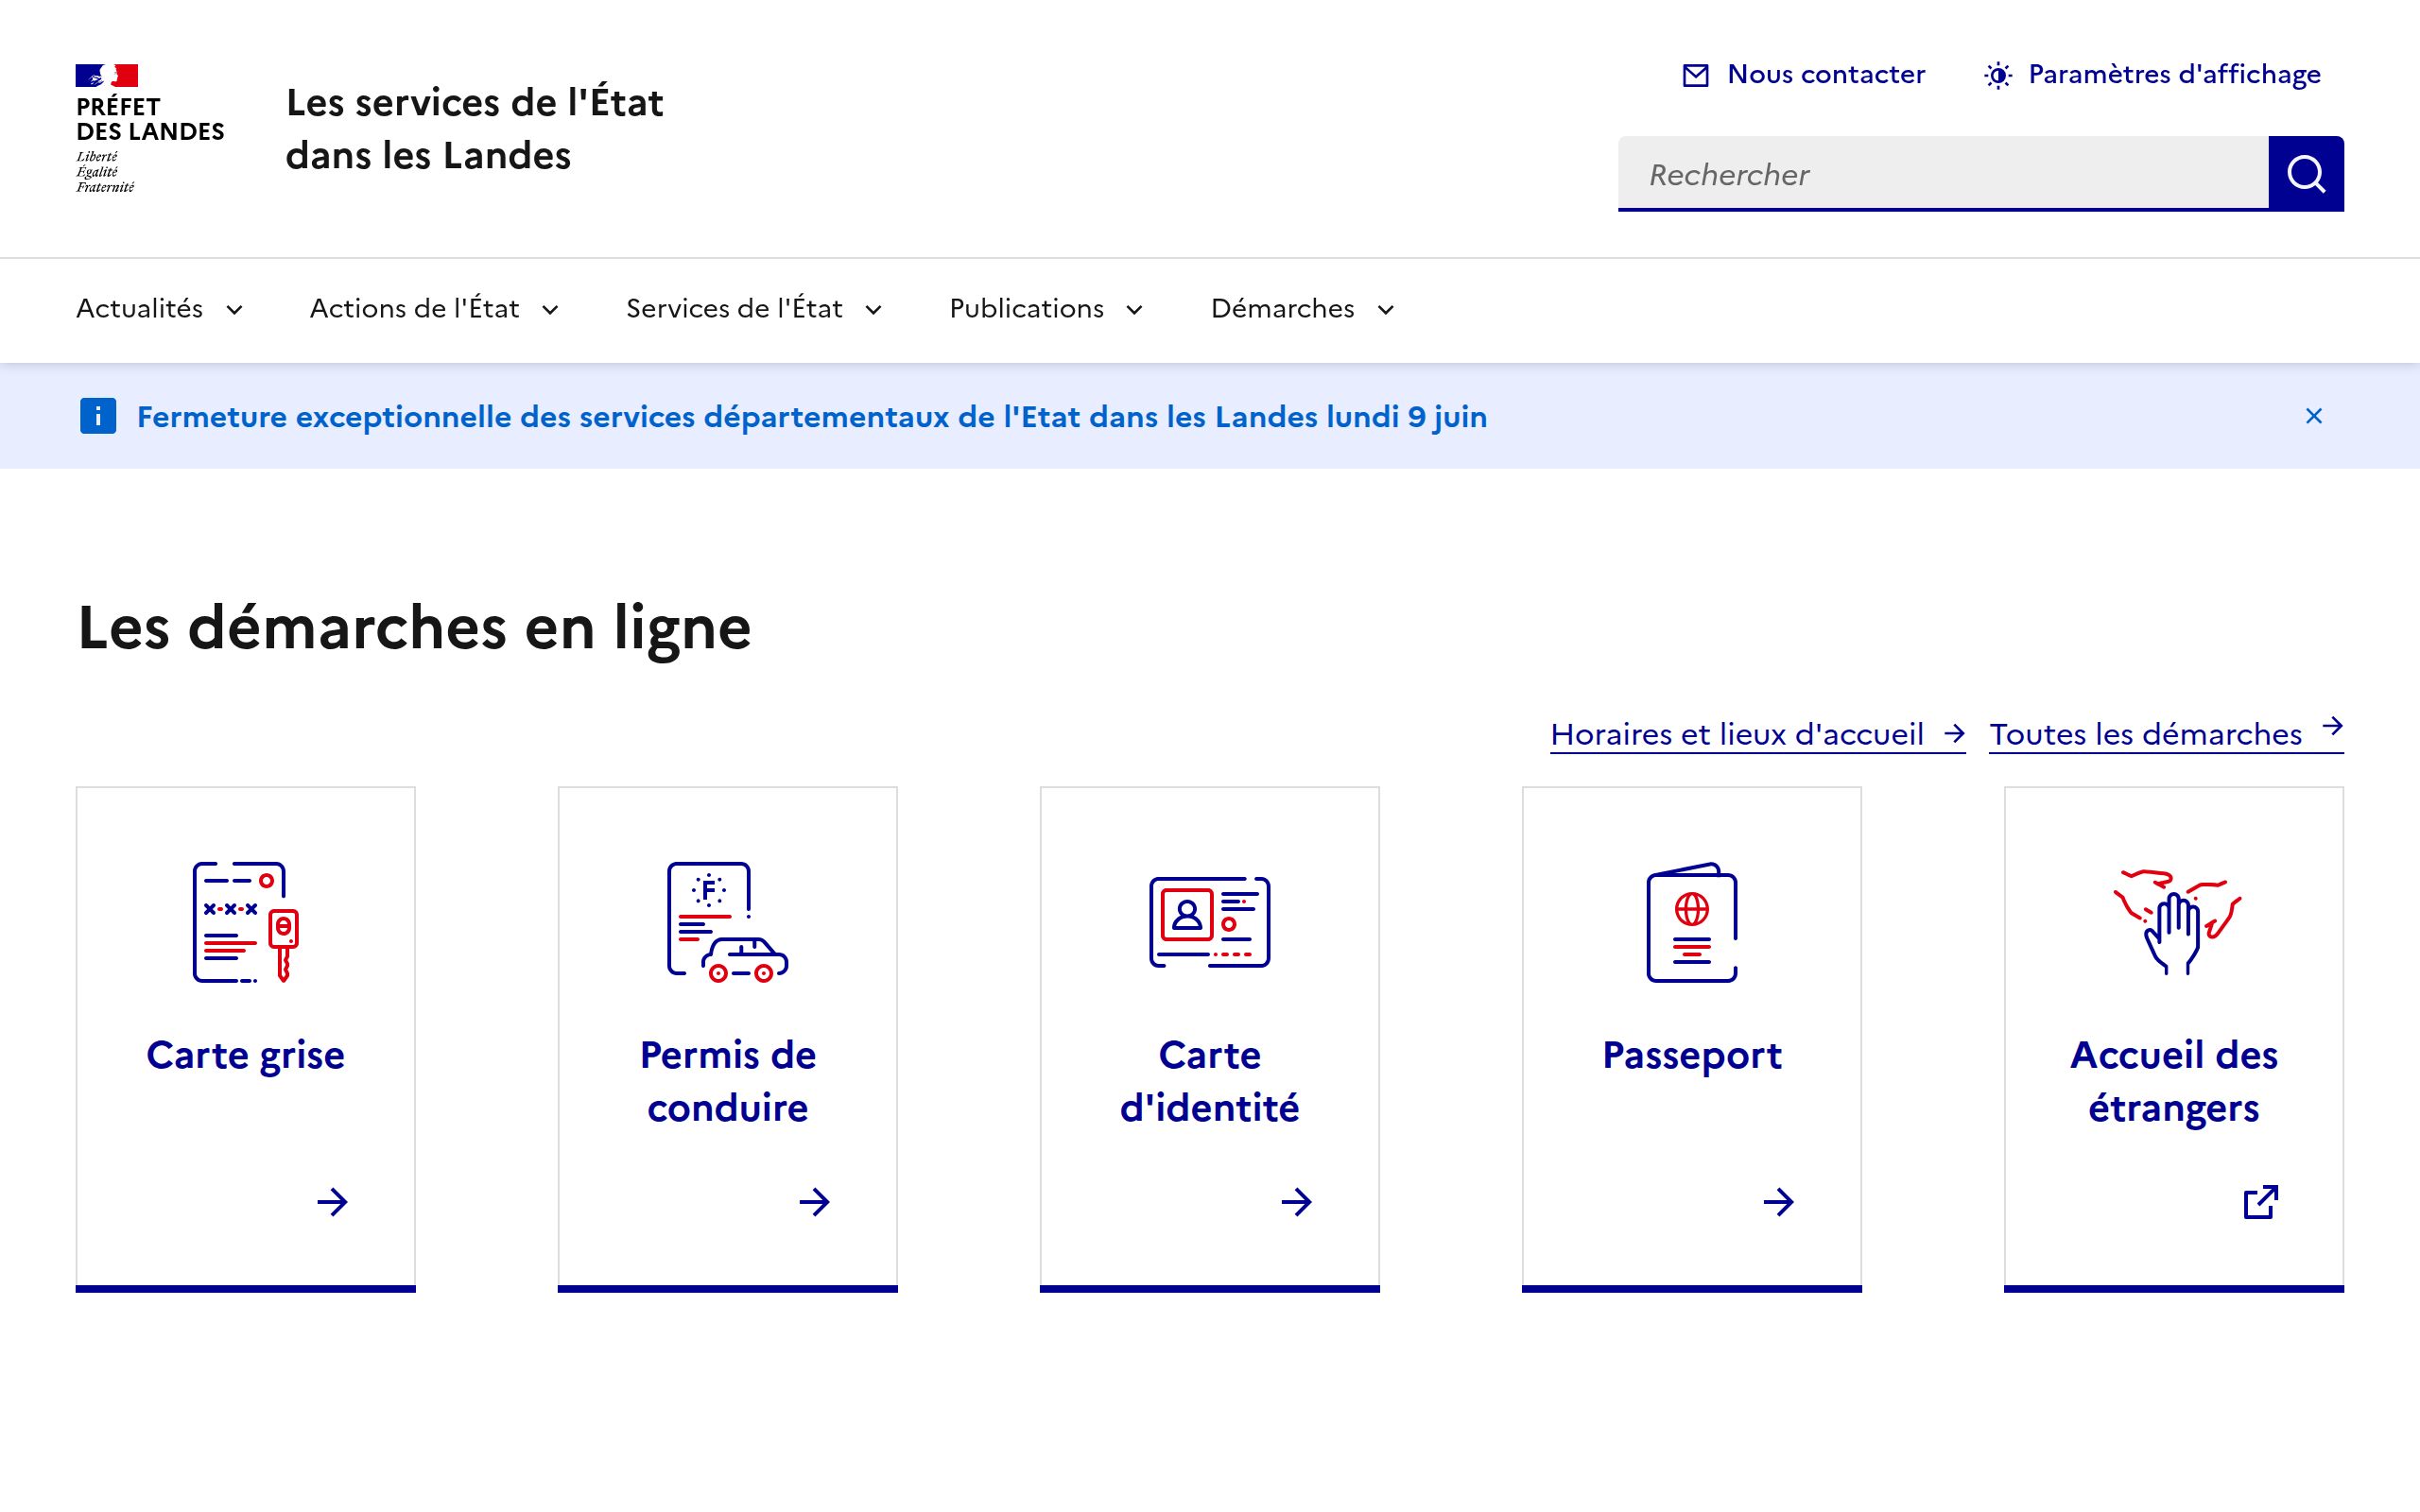 PRÉFET
DES LANDES
Liberté
Égalité
Fraternité
Les services de l'État
dans les Landes
Nous contacter
Paramètres d'affichage
Rechercher
Actualités
Actions de l'État
Services de l'État
Publications
Démarches
Fermeture exceptionnelle des services départementaux de l'Etat dans les Landes lundi 9 juin
Les démarches en ligne
Horaires et lieux d'accueil
Toutes les démarches
F
Carte grise
Permis de
conduire
Carte
d'identité
Passeport
Accueil des
étrangers